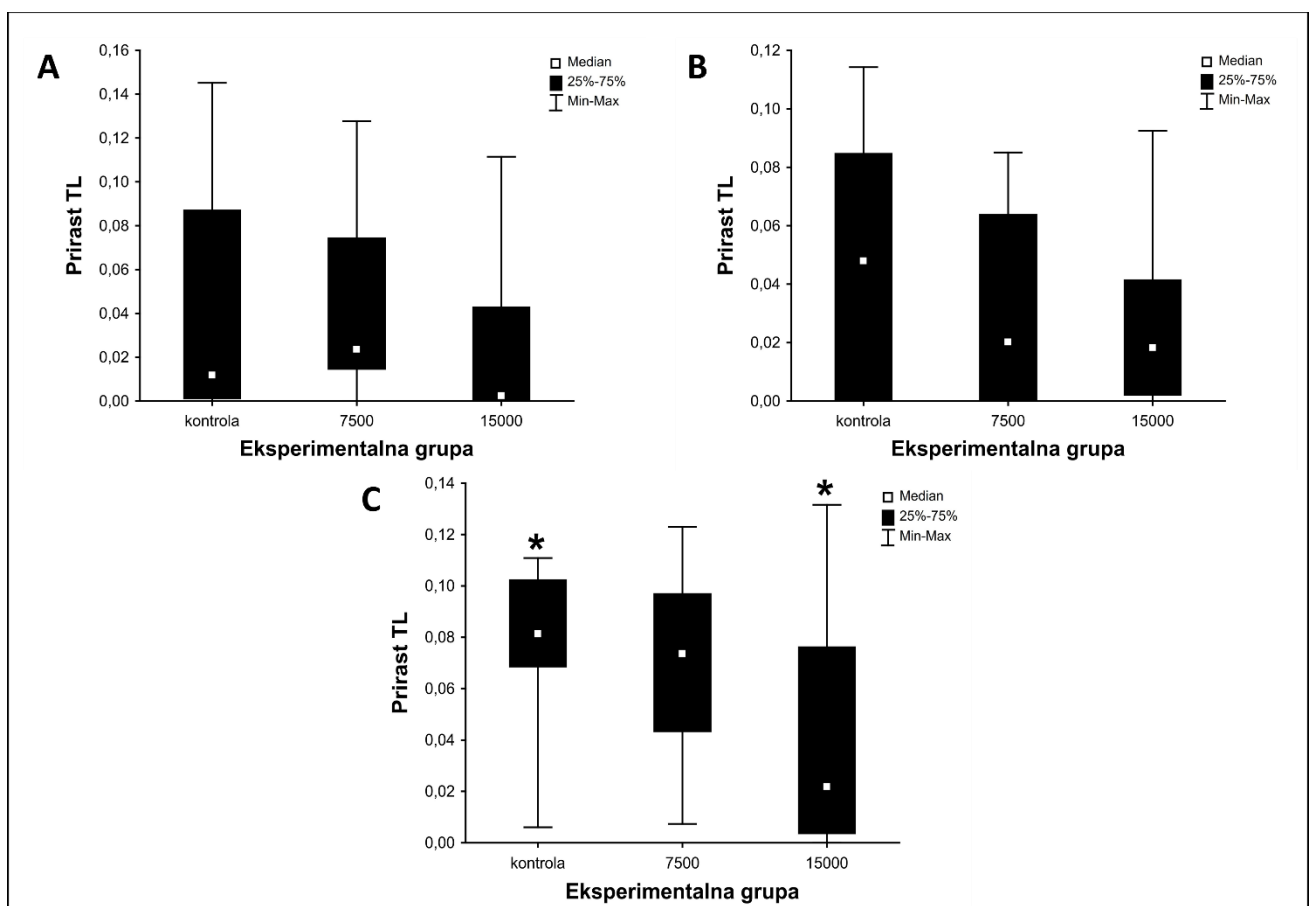 A
0,16
0,14
0,12
0,10
0,08
0,06
0,04
0,02
0,00
Prirast TL
Median
25%-75%
Min-Max
kontrola 7500 15000
Eksperimentalna grupa
B
0,12
0,10
0,08
0,06
0,04
0,02
0,00
Prirast TL
Median
25%-75%
Min-Max
kontrola 7500 15000
Eksperimentalna grupa
C
0,14
0,12
0,10
0,08
0,06
0,04
0,02
0,00
Prirast TL
* *
Median
25%-75%
Min-Max
kontrola 7500 15000
Eksperimentalna grupa